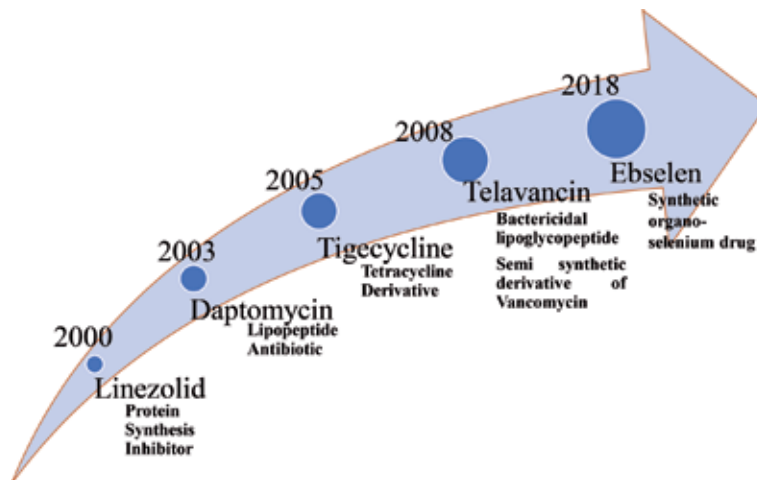 2000
Linezolid
Protein
Synthesis
Inhibitor
2003
Daptomycin
Lipopeptide
Antibiotic
2005
Tigecycline
Tetracycline
Derivative
2008
Telavancin
Bactericidal
lipoglycopeptide
Semi synthetic
derivative of
Vancomycin
2018
Ebselen
Synthetic
organo-
selenium drug